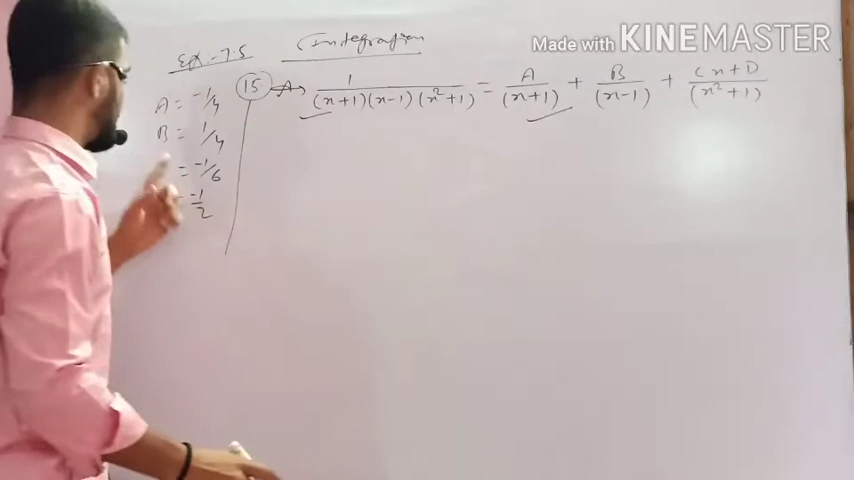 Made with KINEMASTER
Ex - 7.5 Integration
15 → 1/((x+1)(x-1)(x²+1)) = A/(x+1) + B/(x-1) + (Cx+D)/(x²+1)
A = -1/4
B = 1/4
= -1/6
-1/2